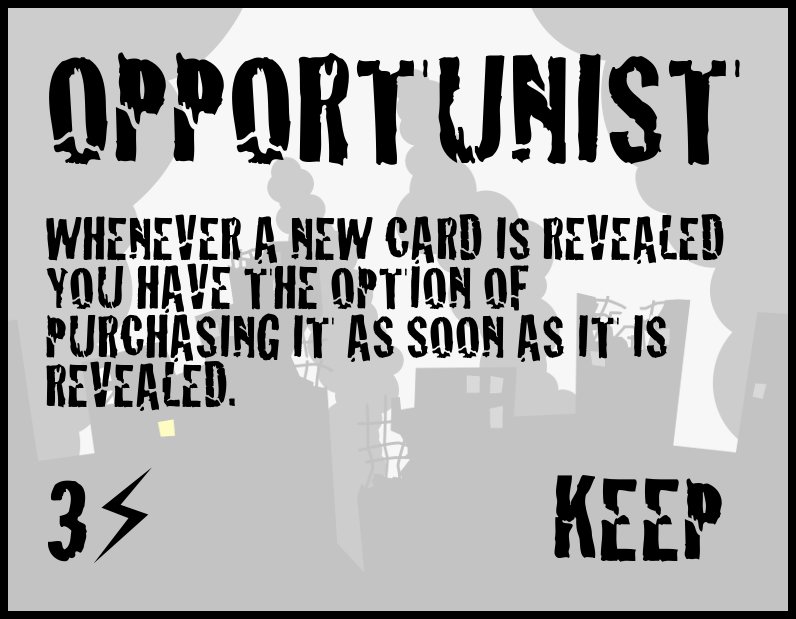 OPPORTUNIST
WHENEVER A NEW CARD IS REVEALED
YOU HAVE THE OPTION OF
PURCHASING IT AS SOON AS IT IS
REVEALED.
3⚡ KEEP